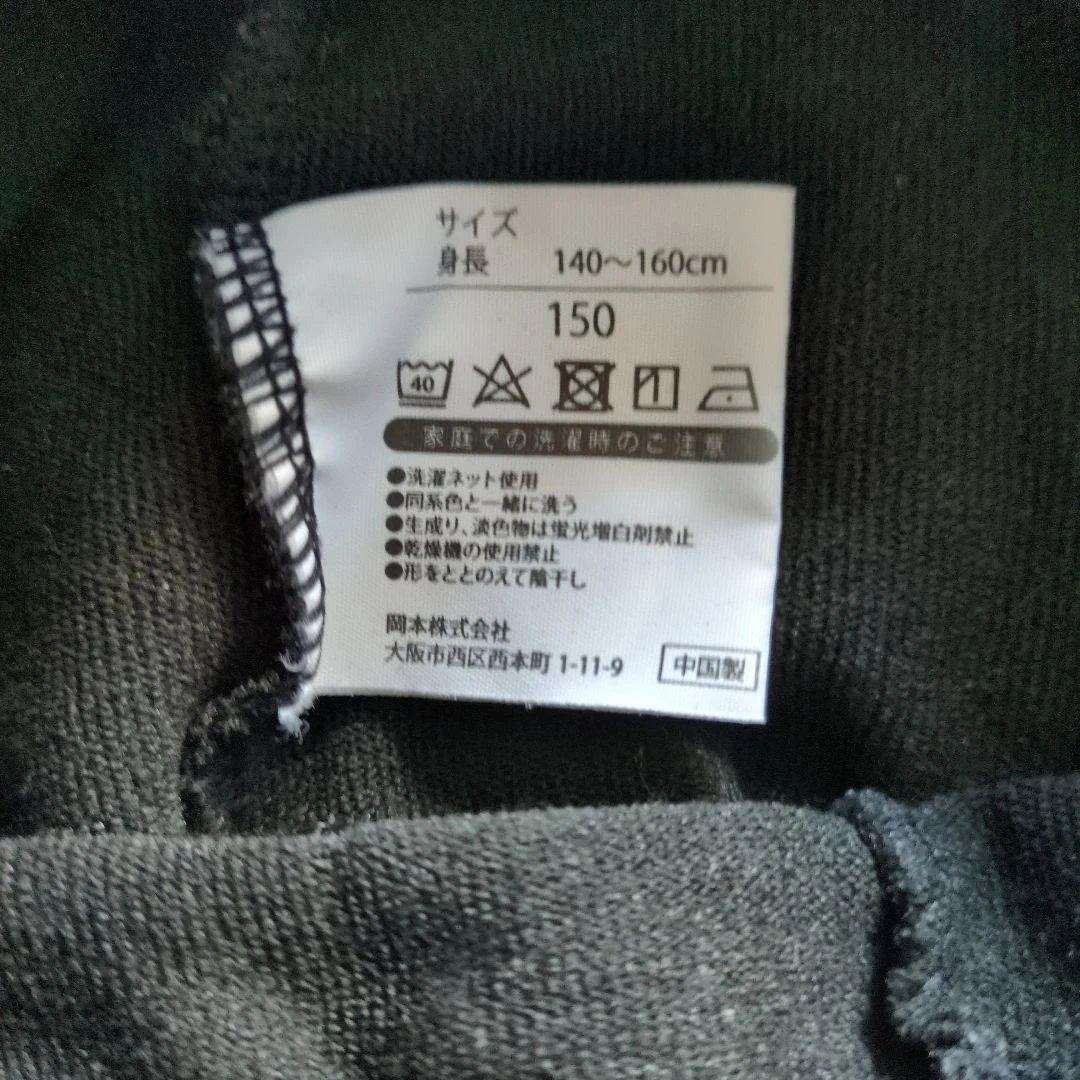 サイズ
身長 140～160cm
150
40
家庭での洗濯時のご注意
●洗濯ネット使用
●同系色と一緒に洗う
●生成り、淡色物は蛍光増白剤禁止
●乾燥機の使用禁止
●形をととのえて陰干し
岡本株式会社
大阪市西区西本町 1-11-9
中国製